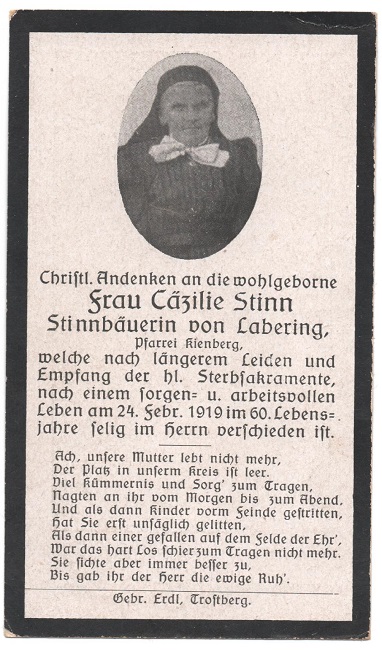 Christl. Andenken an die wohlgeborne
Frau Cäzilie Stinn
Stinnbäuerin von Labering,
Pfarrei Kienberg,
welche nach längerem Leiden und
Empfang der hl. Sterbsakramente,
nach einem sorgen- u. arbeitsvollen
Leben am 24. Febr. 1919 im 60. Lebens-
jahre selig im Herrn verschieden ist.
Ach, unsere Mutter lebt nicht mehr,
Der Platz in unserm Kreis ist leer.
Viel Kümmernis und Sorg' zum Tragen,
Nagten an ihr vom Morgen bis zum Abend,
Und als dann Kinder vorm Feinde gestritten,
Hat Sie erst unsäglich gelitten,
Als dann einer gefallen auf dem Felde der Ehr',
War das hart Los schier zum Tragen nicht mehr.
Sie sichte aber immer besser zu,
Bis gab ihr der Herr die ewige Ruh'.
Gebr. Erdl, Trostberg.